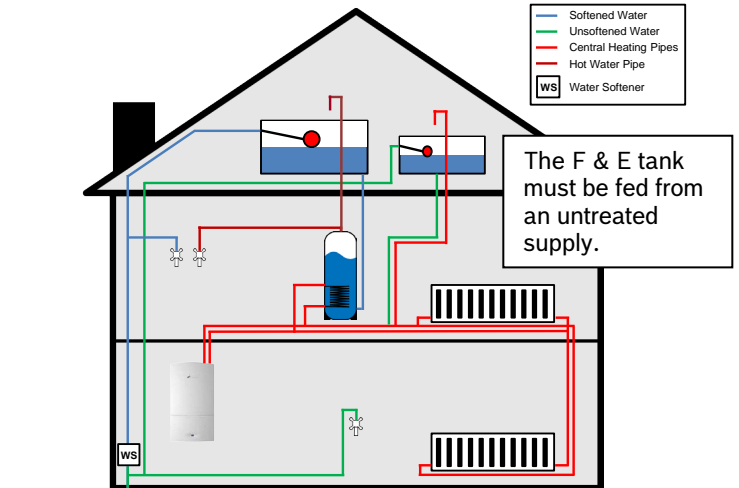 Softened Water
Unsoftened Water
Central Heating Pipes
Hot Water Pipe
WS Water Softener
The F & E tank
must be fed from
an untreated
supply.
WS